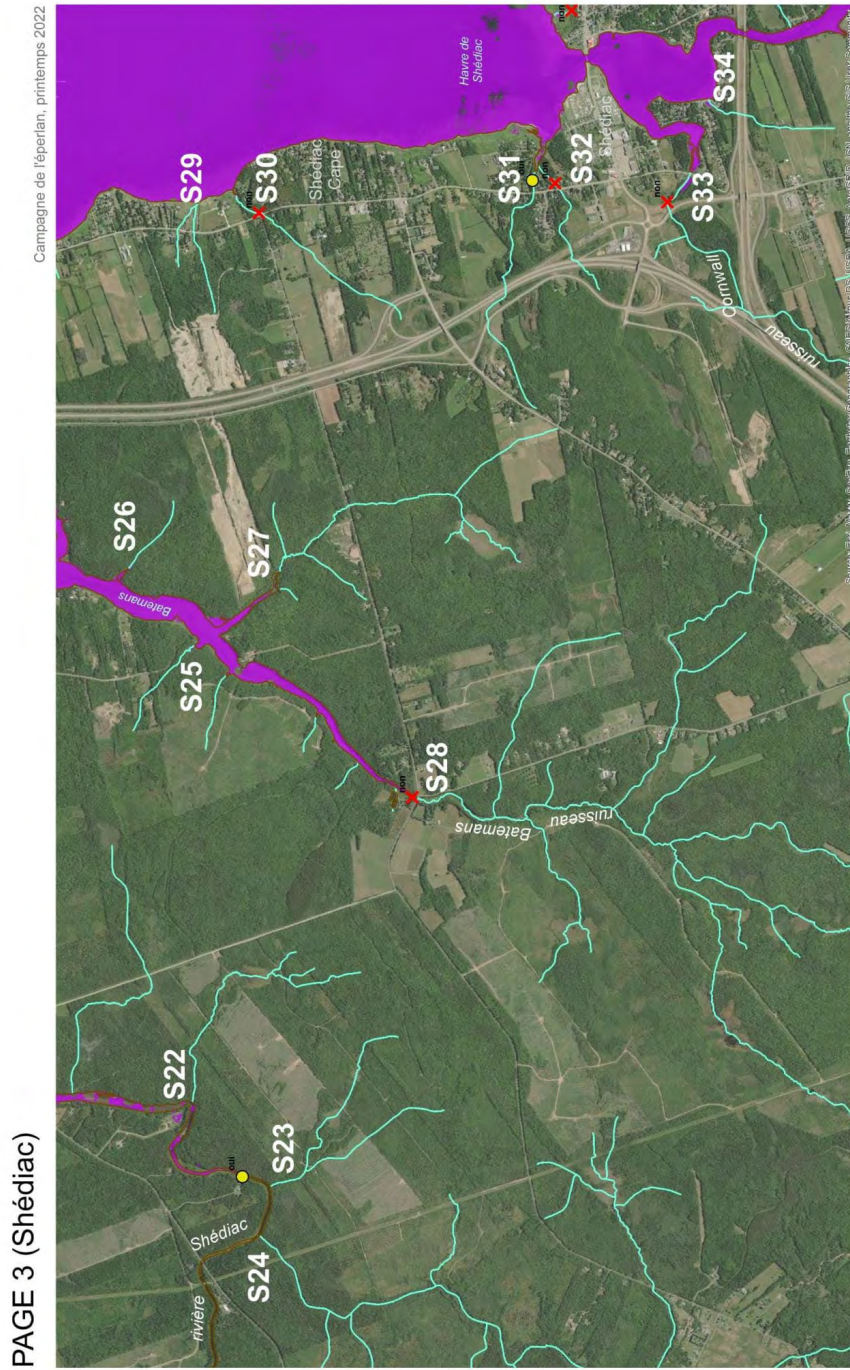 PAGE 3 (Shédiac)
Campagne de l'éperlan, printemps 2022
S22
oui
S23
Shédiac
rivière
S24
S26
Batemans
S25
S27
non
S28
Batemans
ruisseau
S29
non
S30
Shédiac
Cape
Havre de
Shédiac
non
S31
oui
non
S32
Shédiac
non
S33
S34
Cornwall
ruisseau